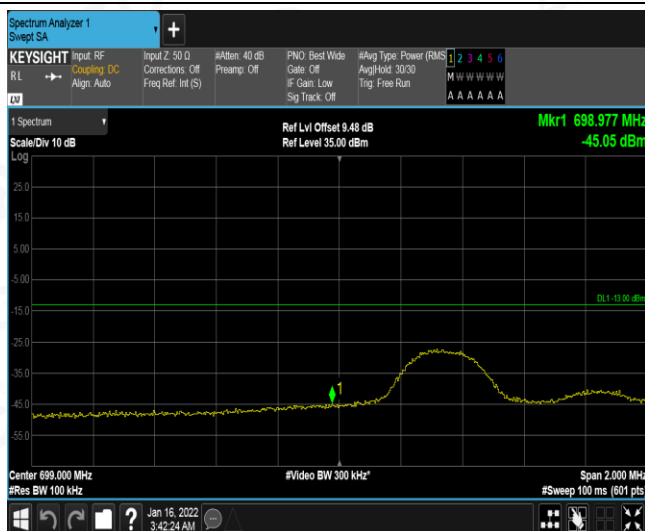 Spectrum Analyzer 1
Swept SA
+
KEYSIGHT
RL
LXI
Input: RF
Coupling: DC
Align: Auto
Input Z: 50 Ω
Corrections: Off
Freq Ref: Int (S)
#Atten: 40 dB
Preamp: Off
PNO: Best Wide
Gate: Off
IF Gain: Low
Sig Track: Off
#Avg Type: Power (RMS
Avg|Hold: 30/30
Trig: Free Run
1 2 3 4 5 6
M W W W W W
A A A A A A
1 Spectrum
Scale/Div 10 dB
Log
Ref Lvl Offset 9.48 dB
Ref Level 35.00 dBm
Mkr1 698.977 MHz
-45.05 dBm
25.0
15.0
5.00
-5.00
DL1 -13.00 dBm
-15.0
-25.0
-35.0
1
-45.0
-55.0
Center 699.000 MHz
#Res BW 100 kHz
#Video BW 300 kHz*
Span 2.000 MHz
#Sweep 100 ms (601 pts)
?
Jan 16, 2022
3:42:24 AM